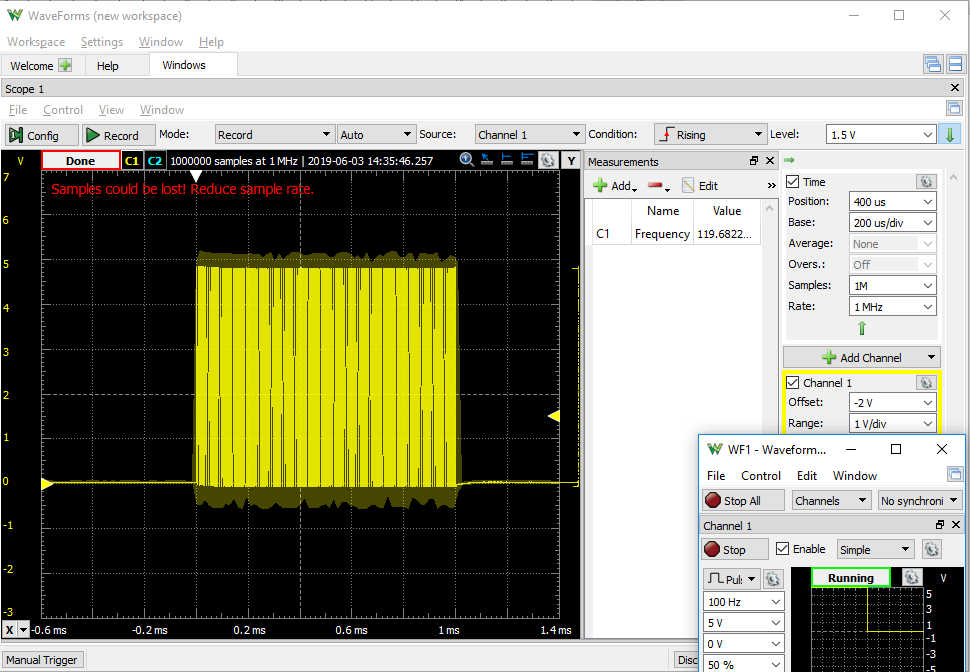 WaveForms (new workspace)
Workspace Settings Window Help
Welcome Help Windows
Scope 1
File Control View Window
Config Record Mode: Record Auto Source: Channel 1 Condition: Rising Level: 1.5 V
V Done C1 C2 1000000 samples at 1 MHz | 2019-06-03 14:35:46.257 Y
Samples could be lost! Reduce sample rate.
7
6
5
4
3
2
1
0
-1
-2
-3
X -0.6 ms -0.2 ms 0.2 ms 0.6 ms 1 ms 1.4 ms
Measurements
Add Edit »
Name Value
C1 Frequency 119.6822...
Time
Position: 400 us
Base: 200 us/div
Average: None
Overs.: Off
Samples: 1M
Rate: 1 MHz
Add Channel
Channel 1
Offset: -2 V
Range: 1 V/div
WF1 - Waveform...
File Control Edit Window
Stop All Channels No synchroni
Channel 1
Stop Enable Simple
Pul Running V
100 Hz
5 V
0 V
50 %
5
3
1
-1
-3
-5
Manual Trigger Disc